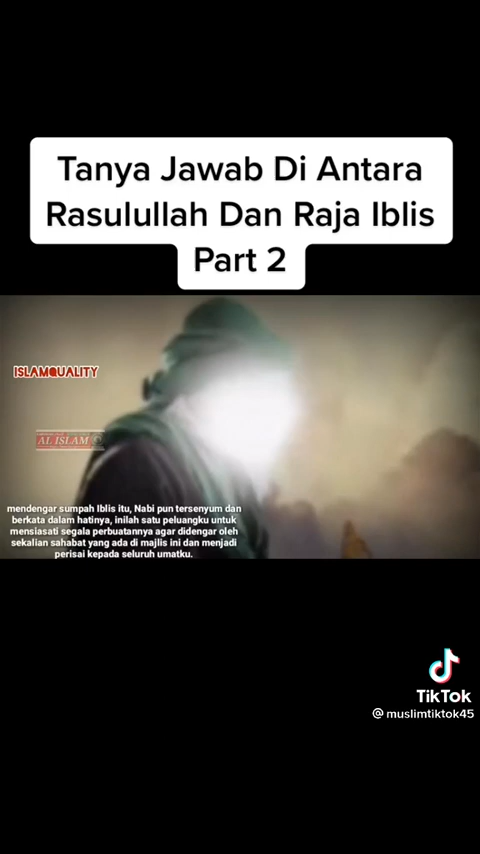 Tanya Jawab Di Antara
Rasulullah Dan Raja Iblis
Part 2
ISLAMQUALITY
AL ISLAM
mendengar sumpah Iblis itu, Nabi pun tersenyum dan
berkata dalam hatinya, inilah satu peluangku untuk
mensiasati segala perbuatannya agar didengar oleh
sekalian sahabat yang ada di majlis ini dan menjadi
perisai kepada seluruh umatku.
TikTok
@ muslimtiktok45